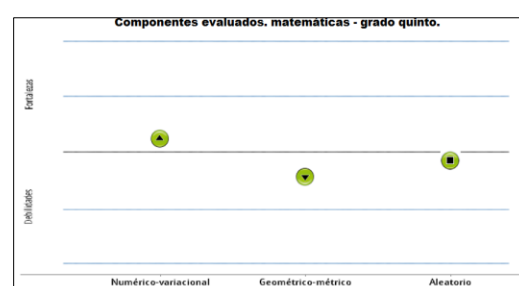 Componentes evaluados. matemáticas - grado quinto.
Fortalezas
Debilidades
Numérico-variacional Geométrico-métrico Aleatorio